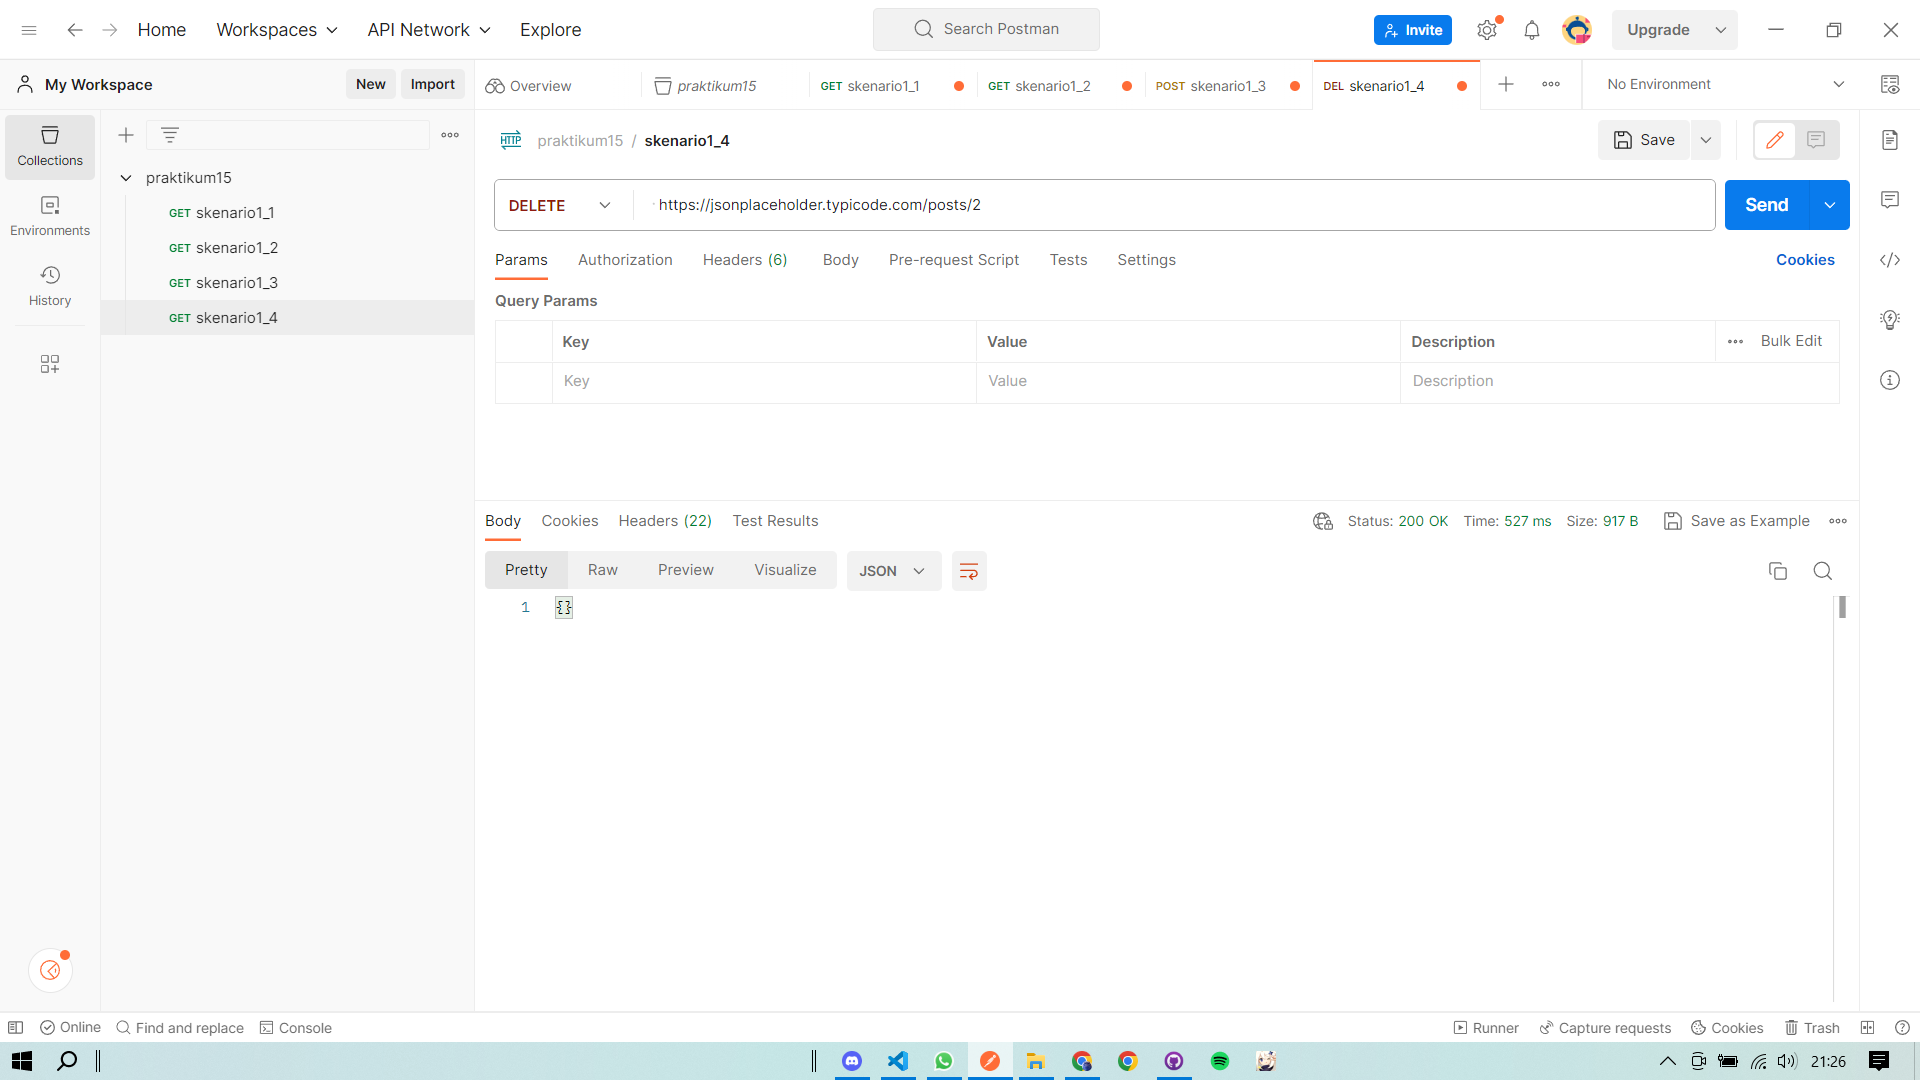 Home Workspaces API Network Explore Search Postman Invite Upgrade
My Workspace New Import Overview praktikum15 GET skenario1_1 GET skenario1_2 POST skenario1_3 DEL skenario1_4 No Environment
Collections
Environments
History
praktikum15
GET skenario1_1
GET skenario1_2
GET skenario1_3
GET skenario1_4
HTTP praktikum15 / skenario1_4 Save
DELETE https://jsonplaceholder.typicode.com/posts/2 Send
Params Authorization Headers (6) Body Pre-request Script Tests Settings Cookies
Query Params
Key Value Description Bulk Edit
Key Value Description
Body Cookies Headers (22) Test Results Status: 200 OK Time: 527 ms Size: 917 B Save as Example
Pretty Raw Preview Visualize JSON
1 {}
Online Find and replace Console Runner Capture requests Cookies Trash
21:26